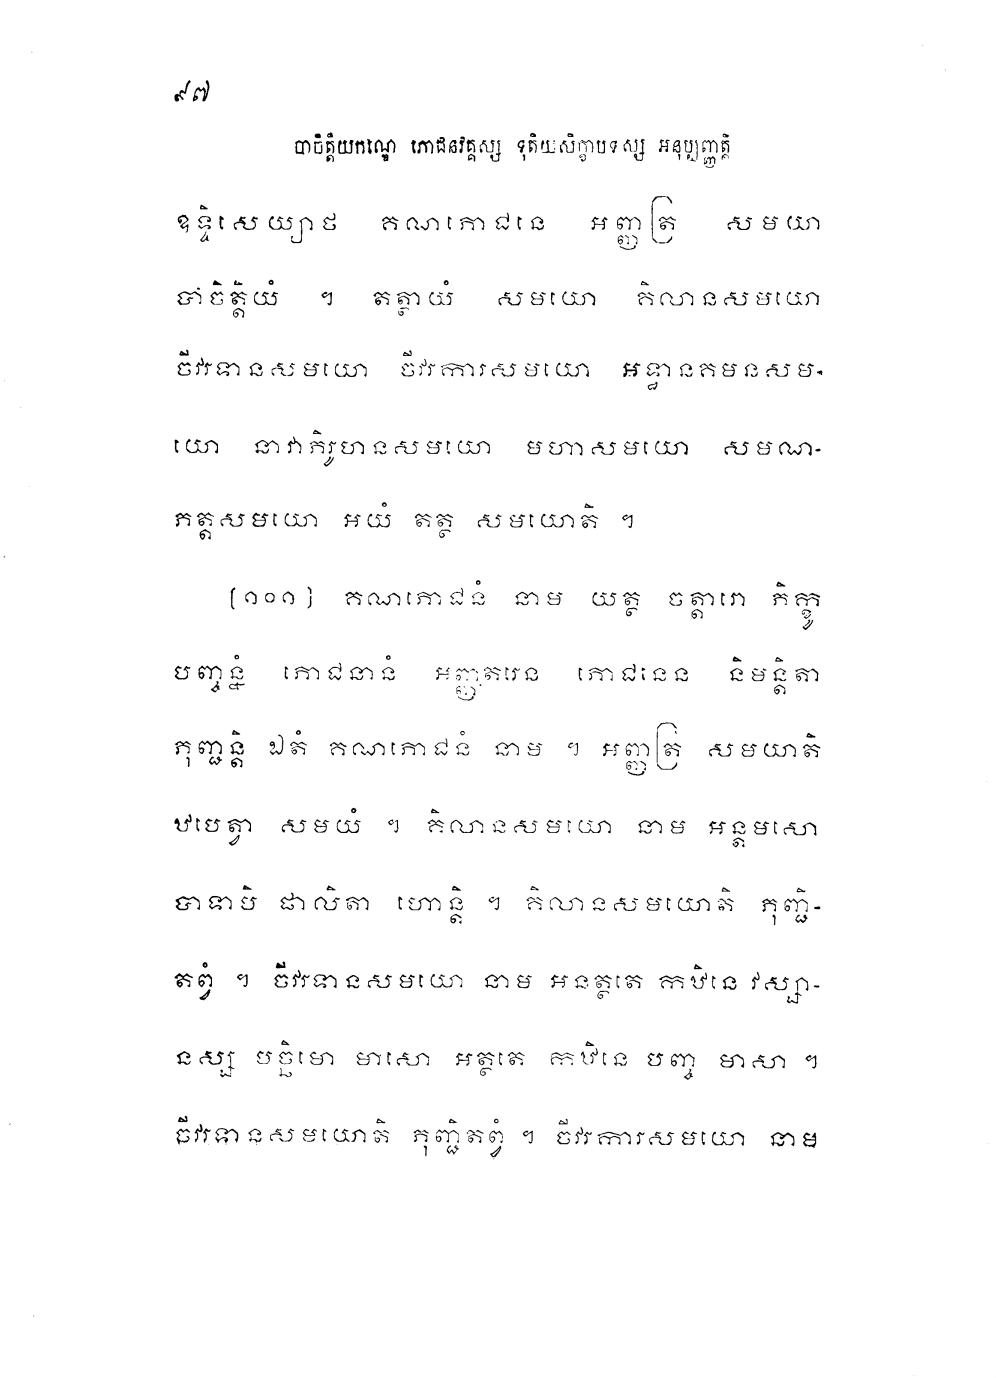 ៩៧
បាចិត្តិយកណ្ឌេ ភោជនវគ្គស្ស ទុតិយសិក្ខាបទស្ស អនុប្បញ្ញត្តិ
ឧទ្ទិសេយ្យាថ គណភោជនេ អញ្ញត្រ សមយា
បាចិត្តិយំ ។ តត្ថាយំ សមយោ គិលានសមយោ
ចីវរទានសមយោ ចីវរការសមយោ អទ្ធានគមនសម-
យោ នាវាភិរូហនសមយោ មហាសមយោ សមណ-
ភត្តសមយោ អយំ តត្ថ សមយោតិ ។
[១០១] គណភោជនំ នាម យត្ថ ចត្តារោ ភិក្ខូ
បញ្ចន្នំ ភោជនានំ អញ្ញតរេន ភោជនេន និមន្តិតា
ភុញ្ជន្តិ ឯតំ គណភោជនំ នាម ។ អញ្ញត្រ សមយាតិ
ឋបេត្វា សមយំ ។ គិលានសមយោ នាម អន្តមសោ
បាទាបិ ផាលិតា ហោន្តិ ។ គិលានសមយោតិ ភុញ្ជិ-
តព្វំ ។ ចីវរទានសមយោ នាម អនត្ថតេ កឋិនេ វស្សា-
នស្ស បច្ឆិមោ មាសោ អត្ថតេ កឋិនេ បញ្ច មាសា ។
ចីវរទានសមយោតិ ភុញ្ជិតព្វំ ។ ចីវរការសមយោ នាម